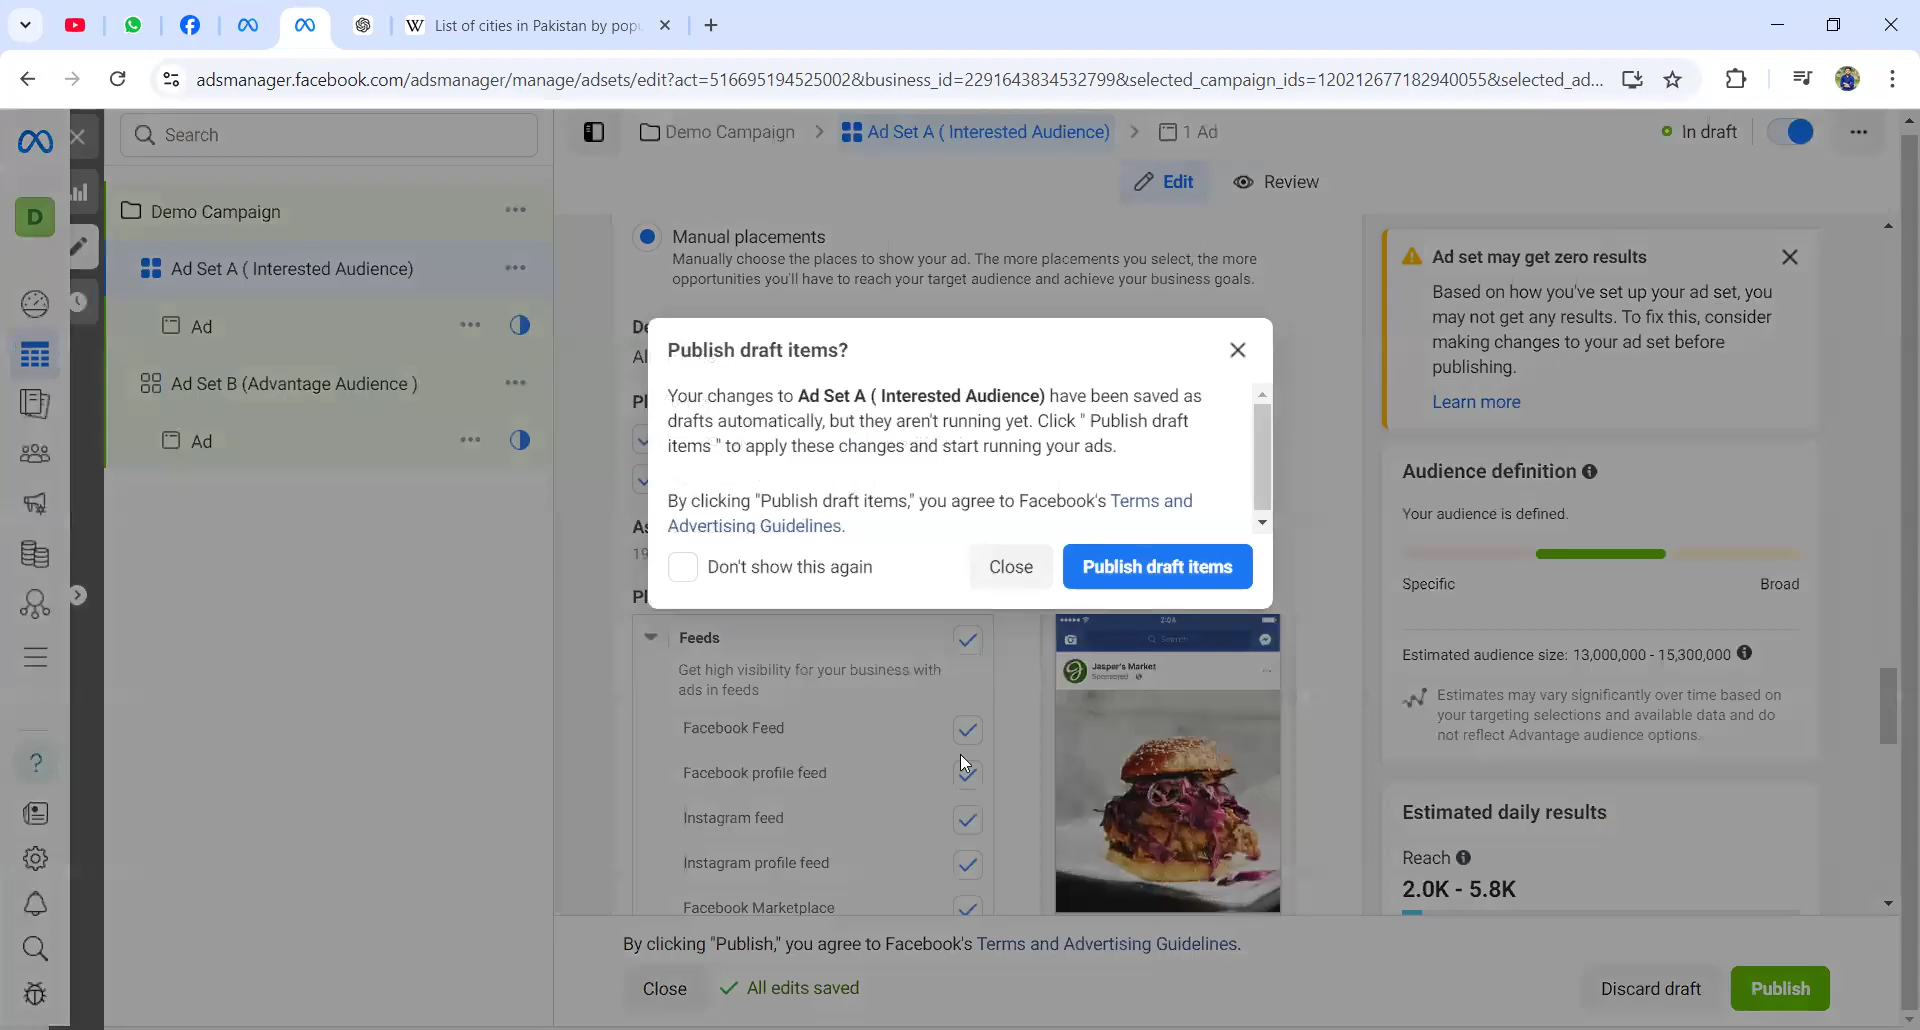 List of cities in Pakistan by popu
adsmanager.facebook.com/adsmanager/manage/adsets/edit?act=516695194525002&business_id=2291643834532799&selected_campaign_ids=120212677182940055&selected_ad...
Search
Demo Campaign
Ad Set A ( Interested Audience)
1 Ad
In draft
Edit
Review
D
Demo Campaign
Ad Set A ( Interested Audience)
Ad
Ad Set B (Advantage Audience )
Ad
Manual placements
Manually choose the places to show your ad. The more placements you select, the more
opportunities you'll have to reach your target audience and achieve your business goals.
Publish draft items?
Your changes to Ad Set A ( Interested Audience) have been saved as
drafts automatically, but they aren't running yet. Click " Publish draft
items " to apply these changes and start running your ads.
By clicking "Publish draft items," you agree to Facebook's Terms and
Advertising Guidelines.
Don't show this again
Close
Publish draft items
Feeds
Get high visibility for your business with
ads in feeds
Facebook Feed
Facebook profile feed
Instagram feed
Instagram profile feed
Facebook Marketplace
2:04
Search
Jasper's Market
Sponsored
Ad set may get zero results
Based on how you've set up your ad set, you
may not get any results. To fix this, consider
making changes to your ad set before
publishing.
Learn more
Audience definition
Your audience is defined.
Specific
Broad
Estimated audience size: 13,000,000 - 15,300,000
Estimates may vary significantly over time based on
your targeting selections and available data and do
not reflect Advantage audience options.
Estimated daily results
Reach
2.0K - 5.8K
By clicking "Publish," you agree to Facebook's Terms and Advertising Guidelines.
Close
All edits saved
Discard draft
Publish